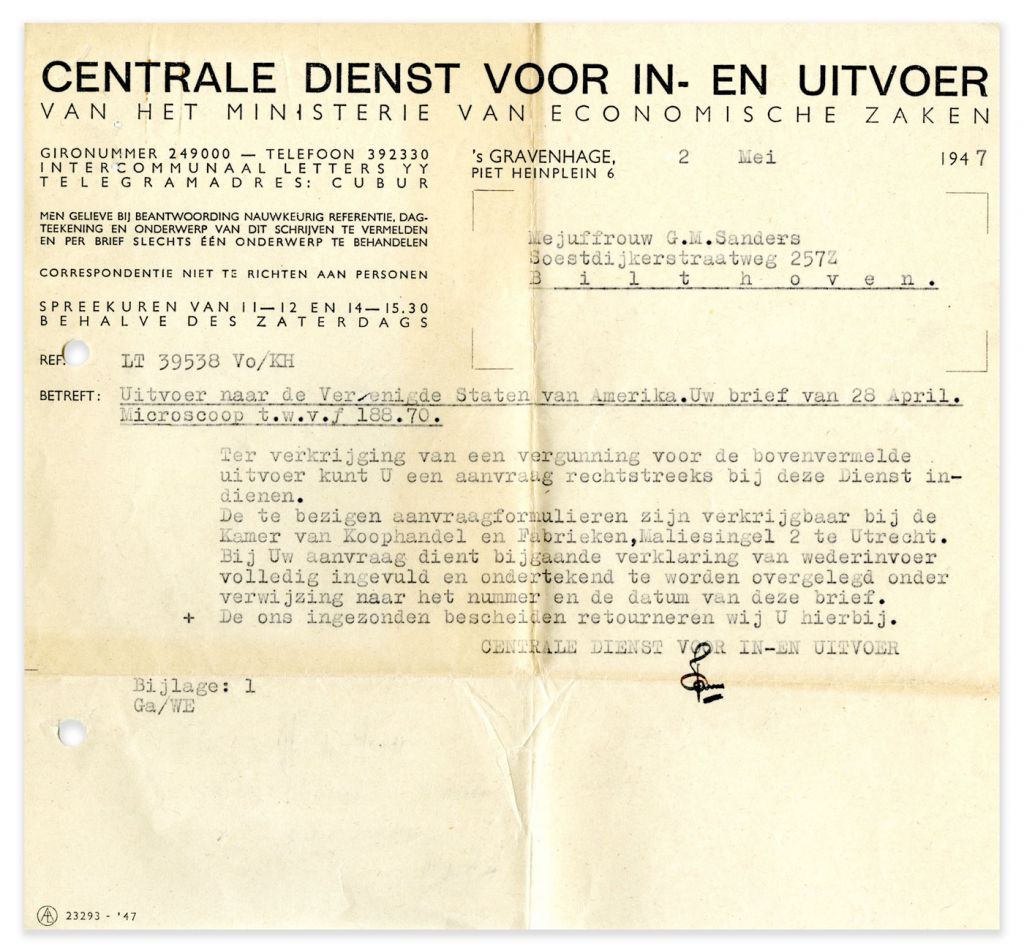 CENTRALE DIENST VOOR IN- EN UITVOER
VAN HET MINISTERIE VAN ECONOMISCHE ZAKEN
GIRONUMMER 249000 — TELEFOON 392330
INTERCOMMUNAAL LETTERS YY
TELEGRAMADRES: CUBUR
MEN GELIEVE BIJ BEANTWOORDING NAUWKEURIG REFERENTIE, DAG-
TEEKENING EN ONDERWERP VAN DIT SCHRIJVEN TE VERMELDEN
EN PER BRIEF SLECHTS ÉÉN ONDERWERP TE BEHANDELEN
CORRESPONDENTIE NIET TE RICHTEN AAN PERSONEN
SPREEKUREN VAN 11—12 EN 14—15.30
BEHALVE DES ZATERDAGS
's GRAVENHAGE, 2 Mei 1947
PIET HEINPLEIN 6
Mejuffrouw G.M.Sanders
Soestdijkerstraatweg 257Z
Bilthoven.
REF. LT 39538 Vo/KH
BETREFT: Uitvoer naar de Verenigde Staten van Amerika.Uw brief van 28 April.
Microscoop t.w.v.f 188.70.
Ter verkrijging van een vergunning voor de bovenvermelde
uitvoer kunt U een aanvraag rechtstreeks bij deze Dienst in-
dienen.
De te bezigen aanvraagformulieren zijn verkrijgbaar bij de
Kamer van Koophandel en Fabrieken,Maliesingel 2 te Utrecht.
Bij Uw aanvraag dient bijgaande verklaring van wederinvoer
volledig ingevuld en ondertekend te worden overgelegd onder
verwijzing naar het nummer en de datum van deze brief.
+ De ons ingezonden bescheiden retourneren wij U hierbij.
CENTRALE DIENST VOOR IN-EN UITVOER
Bijlage: 1
Ga/WE
23293 - '47